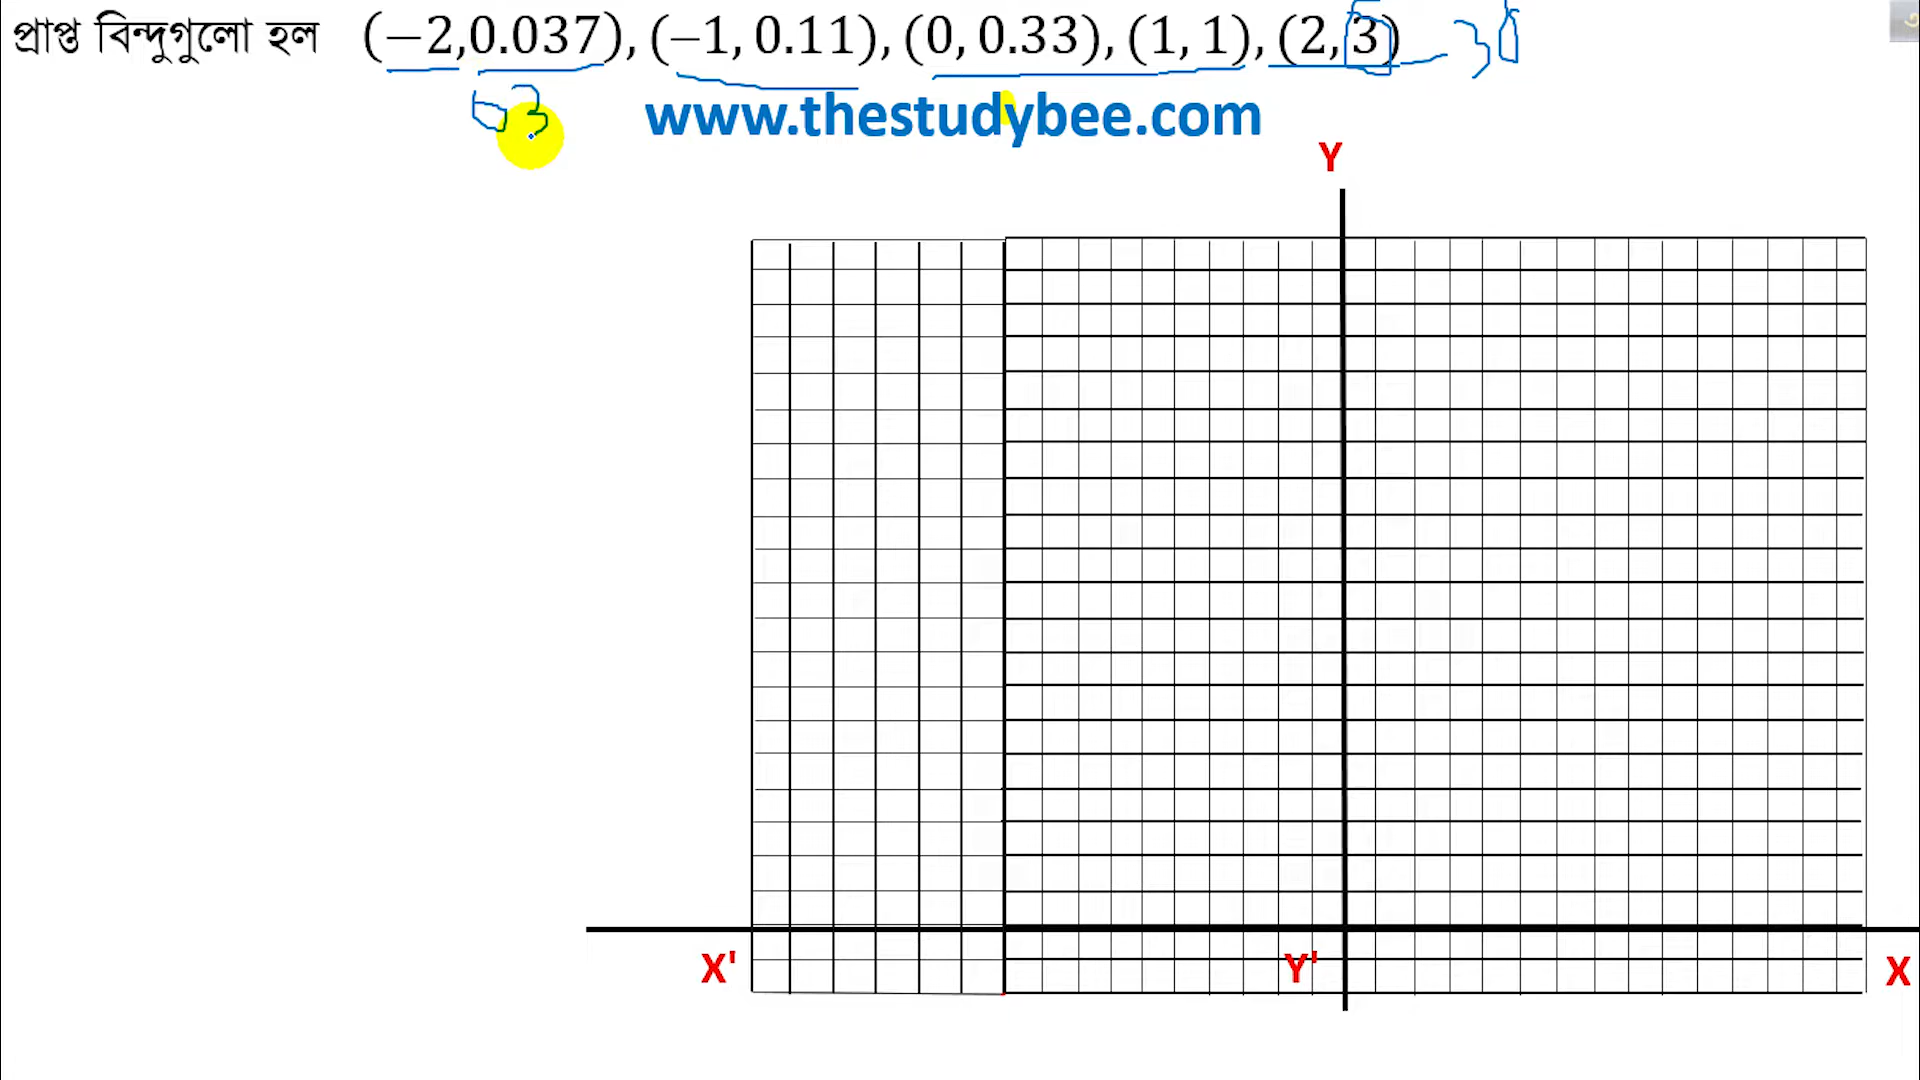 প্রাপ্ত বিন্দুগুলো হল (−2,0.037), (−1, 0.11), (0, 0.33), (1, 1), (2, 3)
www.thestudybee.com
Y
X'
Y'
X